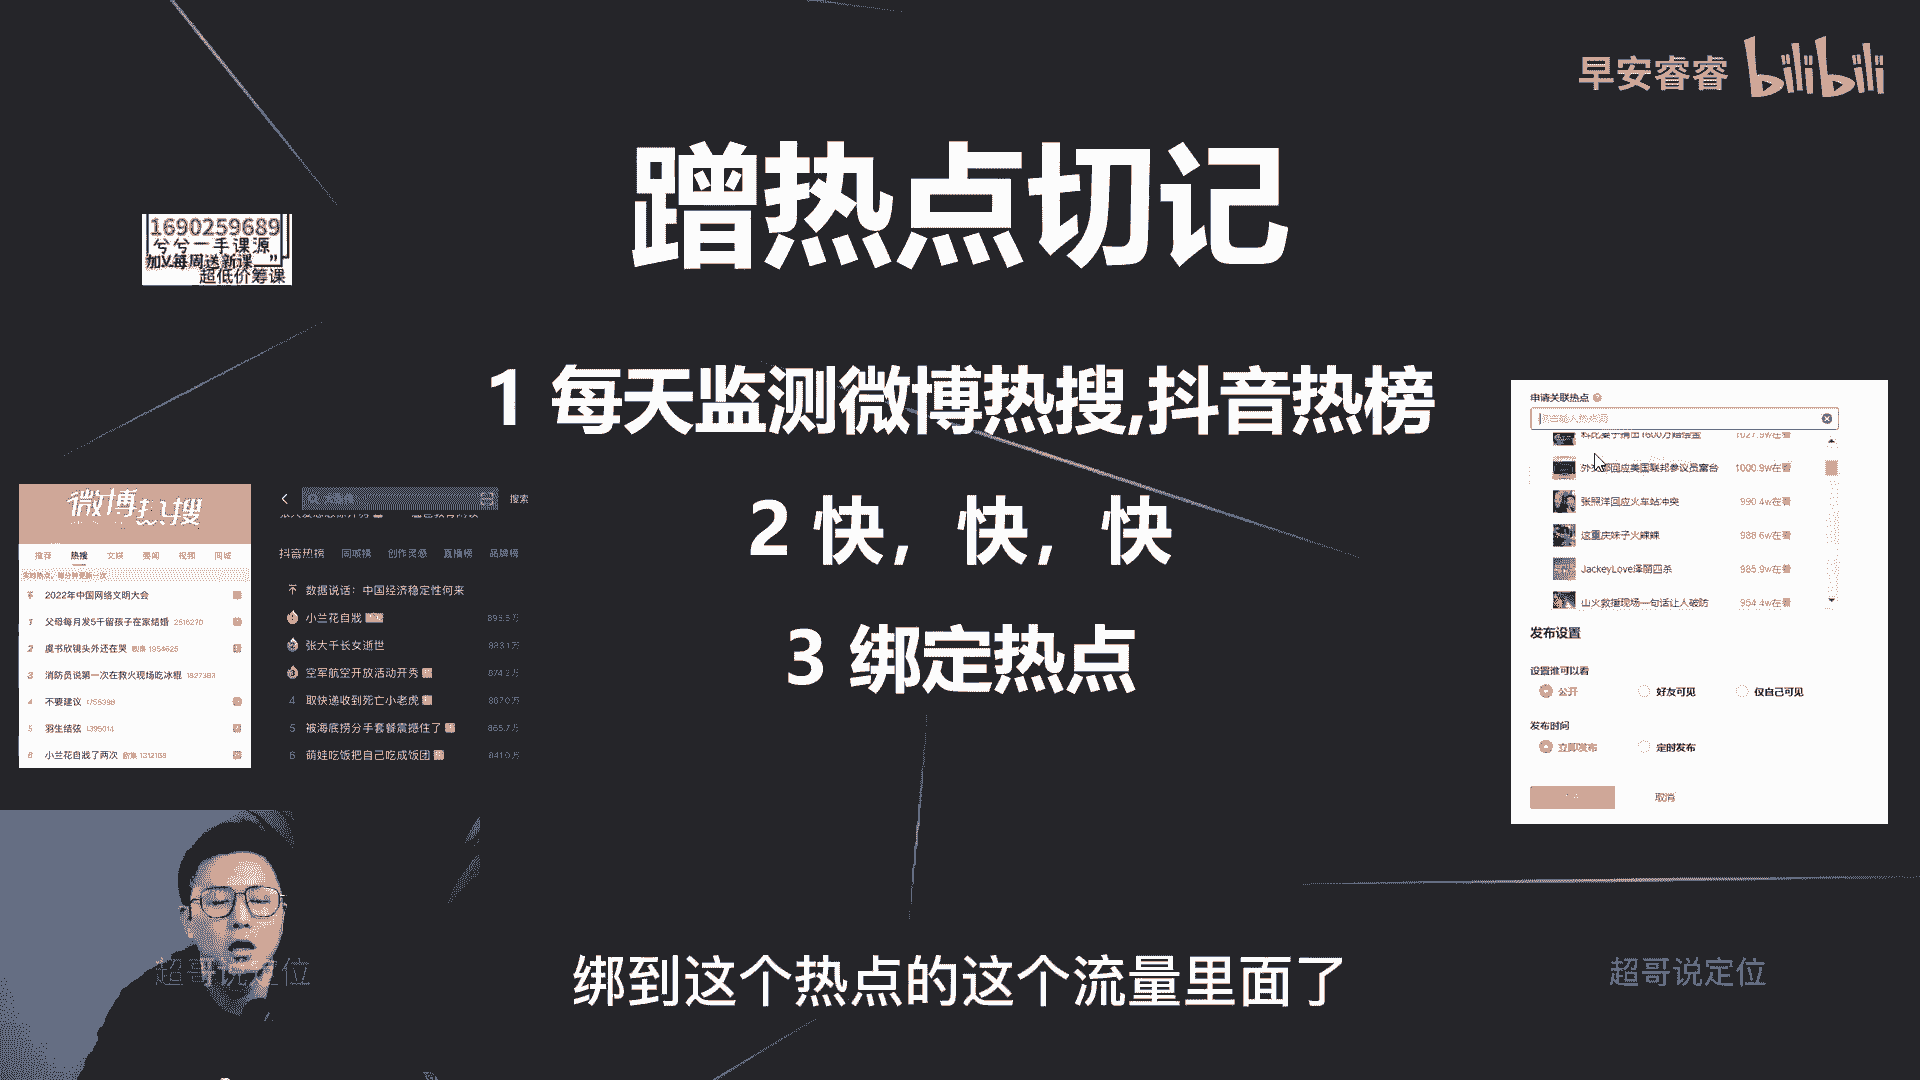 早安睿睿 bilibili
蹭热点切记
1690259689
兮兮一手课源
加V每周送新课
超低价筹课
1 每天监测微博热搜,抖音热榜
2 快，快，快
3 绑定热点
微博热搜
推荐 热搜 文娱 要闻 视频 同城
2022年中国网络文明大会
1 父母每月发5千留孩子在家结婚
2 虞书欣镜头外还在哭
3 消防员说第一次在救火现场吃冰棍
4 不要建议
5 羽生结弦
6 小兰花自戕了两次
搜索
抖音热榜 同城榜 创作灵感 直播榜 品牌榜
数据说话：中国经济稳定性何来
小兰花自戕
张大千长女逝世
空军航空开放活动开秀
4 取快递收到死亡小老虎
5 被海底捞分手套餐震撼住了
6 萌娃吃饭把自己吃成饭团
申请关联热点
张照洋回应火车站冲突 990.4w在看
这重庆妹子火辣辣 988.6w在看
JackeyLove泽丽四杀 985.9w在看
山火救援现场一句话让人破防 964.4w在看
发布设置
设置谁可以看
公开 好友可见 仅自己可见
发布时间
立即发布 定时发布
取消
绑到这个热点的这个流量里面了
超哥说定位
超哥说定位